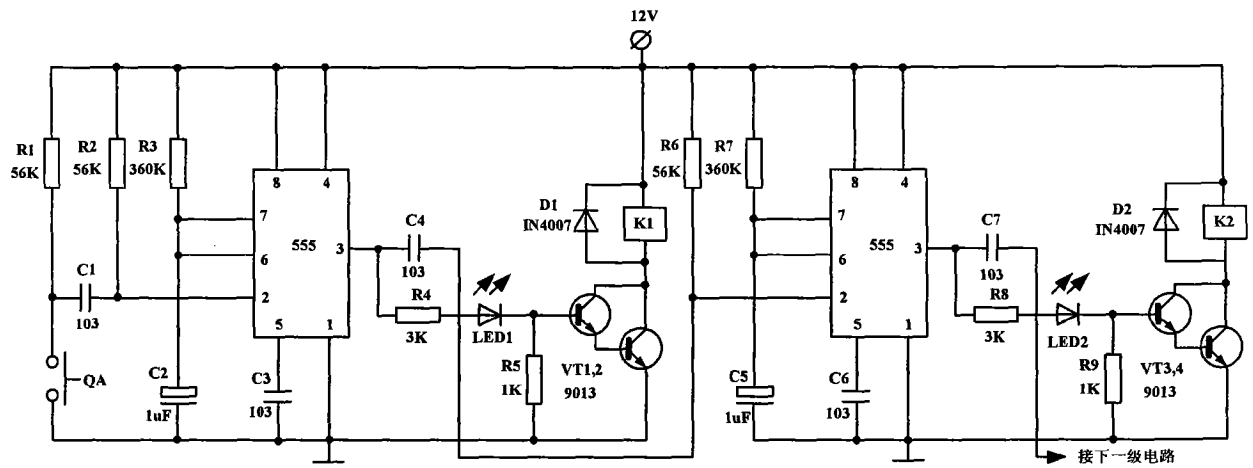 12V
R1
56K
R2
56K
R3
360K
8
4
7
6
2
555
3
5
1
C1
103
QA
C2
1uF
C3
103
C4
103
R4
3K
LED1
R5
1K
D1
IN4007
K1
VT1,2
9013
R6
56K
R7
360K
8
4
7
6
2
555
3
5
1
C5
1uF
C6
103
C7
103
R8
3K
LED2
R9
1K
D2
IN4007
K2
VT3,4
9013
接下一级电路